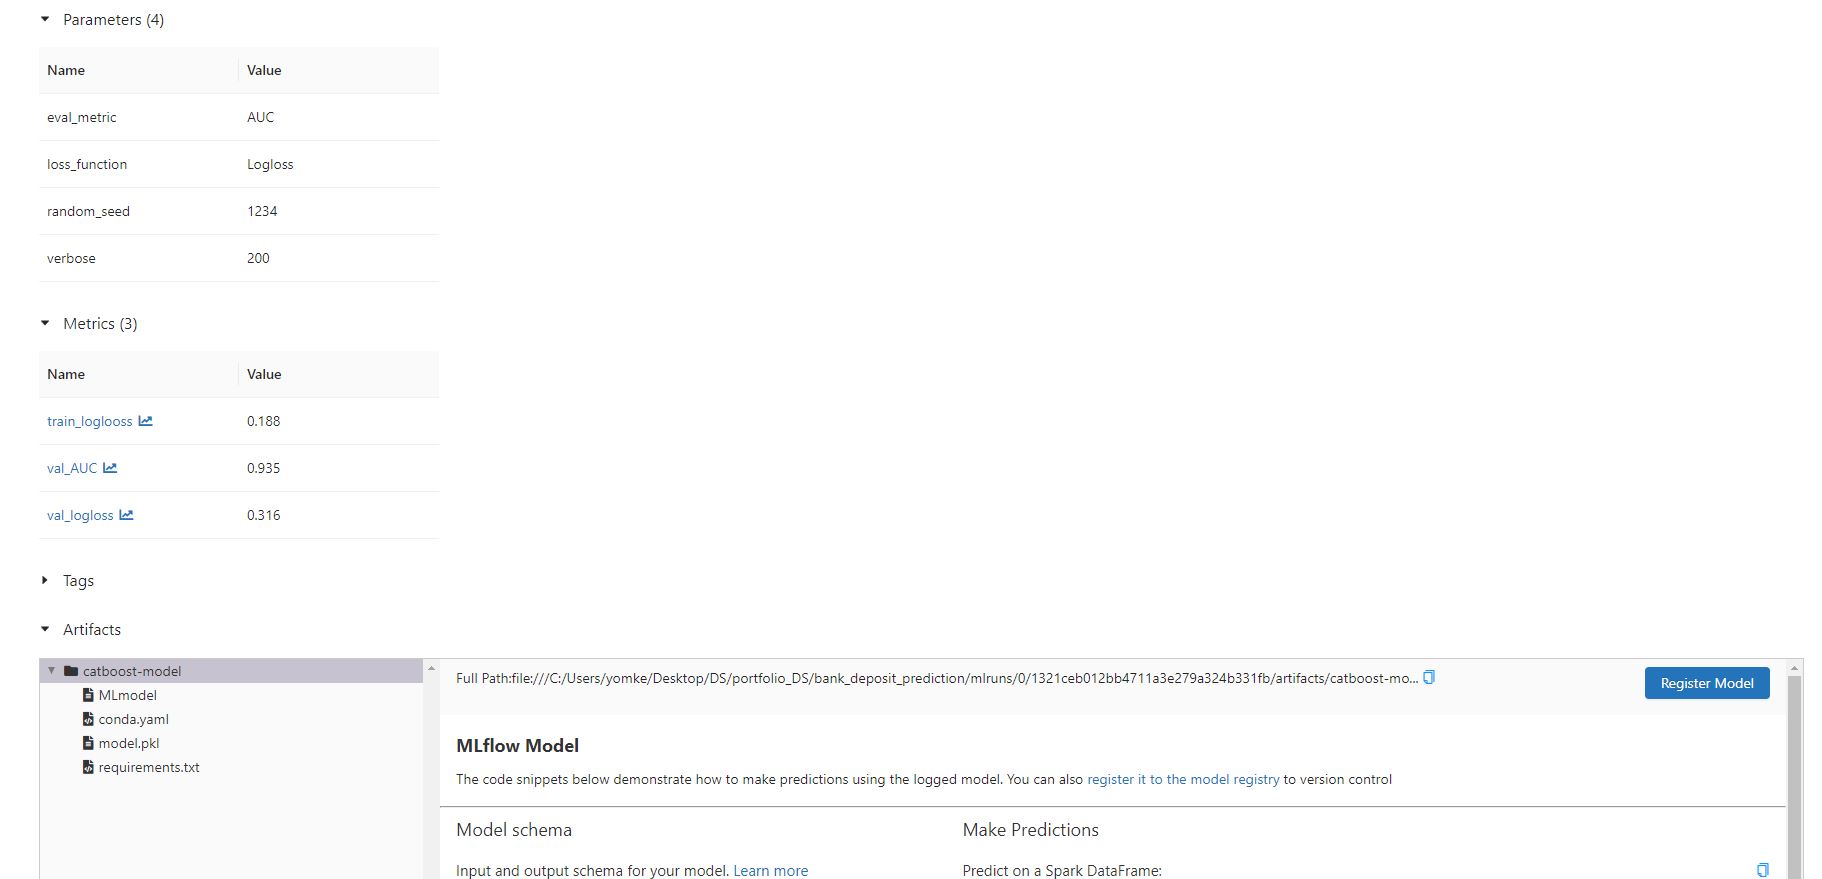 Parameters (4)
Name Value
eval_metric AUC
loss_function Logloss
random_seed 1234
verbose 200
Metrics (3)
Name Value
train_loglooss 0.188
val_AUC 0.935
val_logloss 0.316
Tags
Artifacts
catboost-model
MLmodel
conda.yaml
model.pkl
requirements.txt
Full Path:file:///C:/Users/yomke/Desktop/DS/portfolio_DS/bank_deposit_prediction/mlruns/0/1321ceb012bb4711a3e279a324b331fb/artifacts/catboost-mo...
Register Model
MLflow Model
The code snippets below demonstrate how to make predictions using the logged model. You can also register it to the model registry to version control
Model schema
Input and output schema for your model. Learn more
Make Predictions
Predict on a Spark DataFrame: